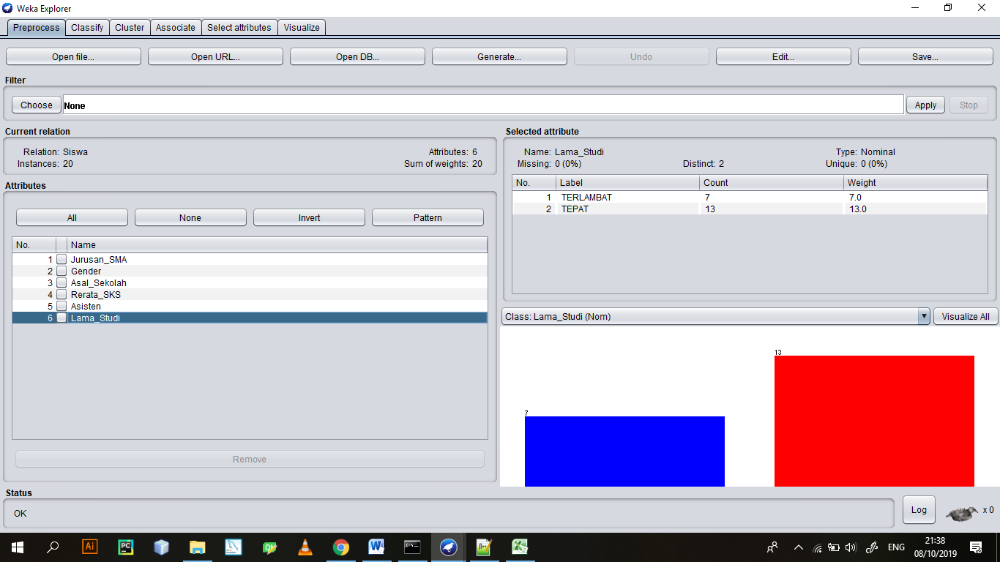 Weka Explorer
Preprocess Classify Cluster Associate Select attributes Visualize
Open file... Open URL... Open DB... Generate... Undo Edit... Save...
Filter
Choose None Apply Stop
Current relation
Relation: Siswa Attributes: 6
Instances: 20 Sum of weights: 20
Attributes
All None Invert Pattern
No. Name
1 Jurusan_SMA
2 Gender
3 Asal_Sekolah
4 Rerata_SKS
5 Asisten
6 Lama_Studi
Remove
Selected attribute
Name: Lama_Studi Type: Nominal
Missing: 0 (0%) Distinct: 2 Unique: 0 (0%)
No. Label Count Weight
1 TERLAMBAT 7 7.0
2 TEPAT 13 13.0
Class: Lama_Studi (Nom) Visualize All
13
7
Status
OK
Log x 0
Ai PC W ENG 21:38
08/10/2019